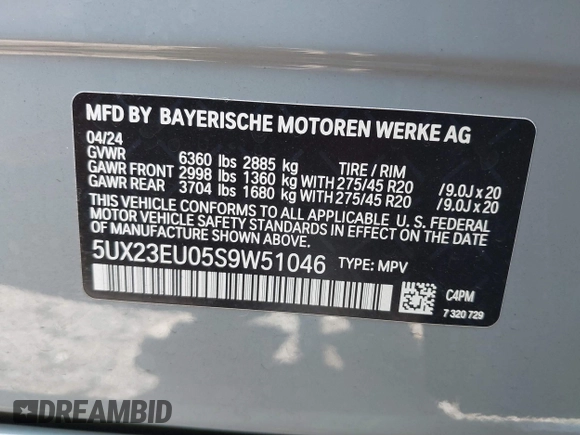 MFD BY BAYERISCHE MOTOREN WERKE AG
04/24
GVWR 6360 lbs 2885 kg TIRE / RIM
GAWR FRONT 2998 lbs 1360 kg WITH 275/45 R20 /9.0J x 20
GAWR REAR 3704 lbs 1680 kg WITH 275/45 R20 /9.0J x 20
THIS VEHICLE CONFORMS TO ALL APPLICABLE U. S. FEDERAL
MOTOR VEHICLE SAFETY STANDARDS IN EFFECT ON THE DATE
OF MANUFACTURE SHOWN ABOVE.
5UX23EU05S9W51046 TYPE: MPV
C4PM
7 320 729
DREAMBID